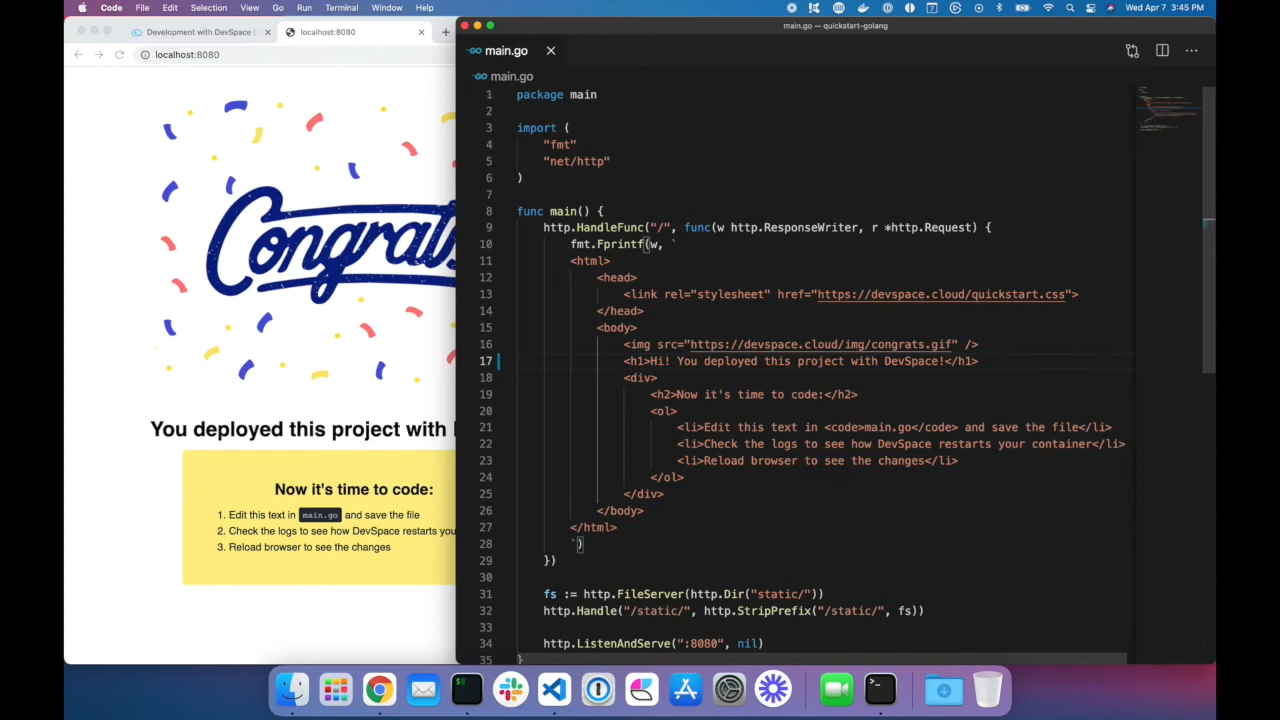 Code File Edit Selection View Go Run Terminal Window Help
Wed Apr 7 3:45 PM
Development with DevSpace |
localhost:8080
localhost:8080
Congrats
You deployed this project with
Now it's time to code:
1. Edit this text in main.go and save the file
2. Check the logs to see how DevSpace restarts you
3. Reload browser to see the changes
main.go — quickstart-golang
GO main.go
GO main.go
1 package main
2
3 import (
4 "fmt"
5 "net/http"
6 )
7
8 func main() {
9 http.HandleFunc("/", func(w http.ResponseWriter, r *http.Request) {
10 fmt.Fprintf(w, `
11 <html>
12 <head>
13 <link rel="stylesheet" href="https://devspace.cloud/quickstart.css">
14 </head>
15 <body>
16 <img src="https://devspace.cloud/img/congrats.gif" />
17 <h1>Hi! You deployed this project with DevSpace!</h1>
18 <div>
19 <h2>Now it's time to code:</h2>
20 <ol>
21 <li>Edit this text in <code>main.go</code> and save the file</li>
22 <li>Check the logs to see how DevSpace restarts your container</li>
23 <li>Reload browser to see the changes</li>
24 </ol>
25 </div>
26 </body>
27 </html>
28 `)
29 })
30
31 fs := http.FileServer(http.Dir("static/"))
32 http.Handle("/static/", http.StripPrefix("/static/", fs))
33
34 http.ListenAndServe(":8080", nil)
35 }